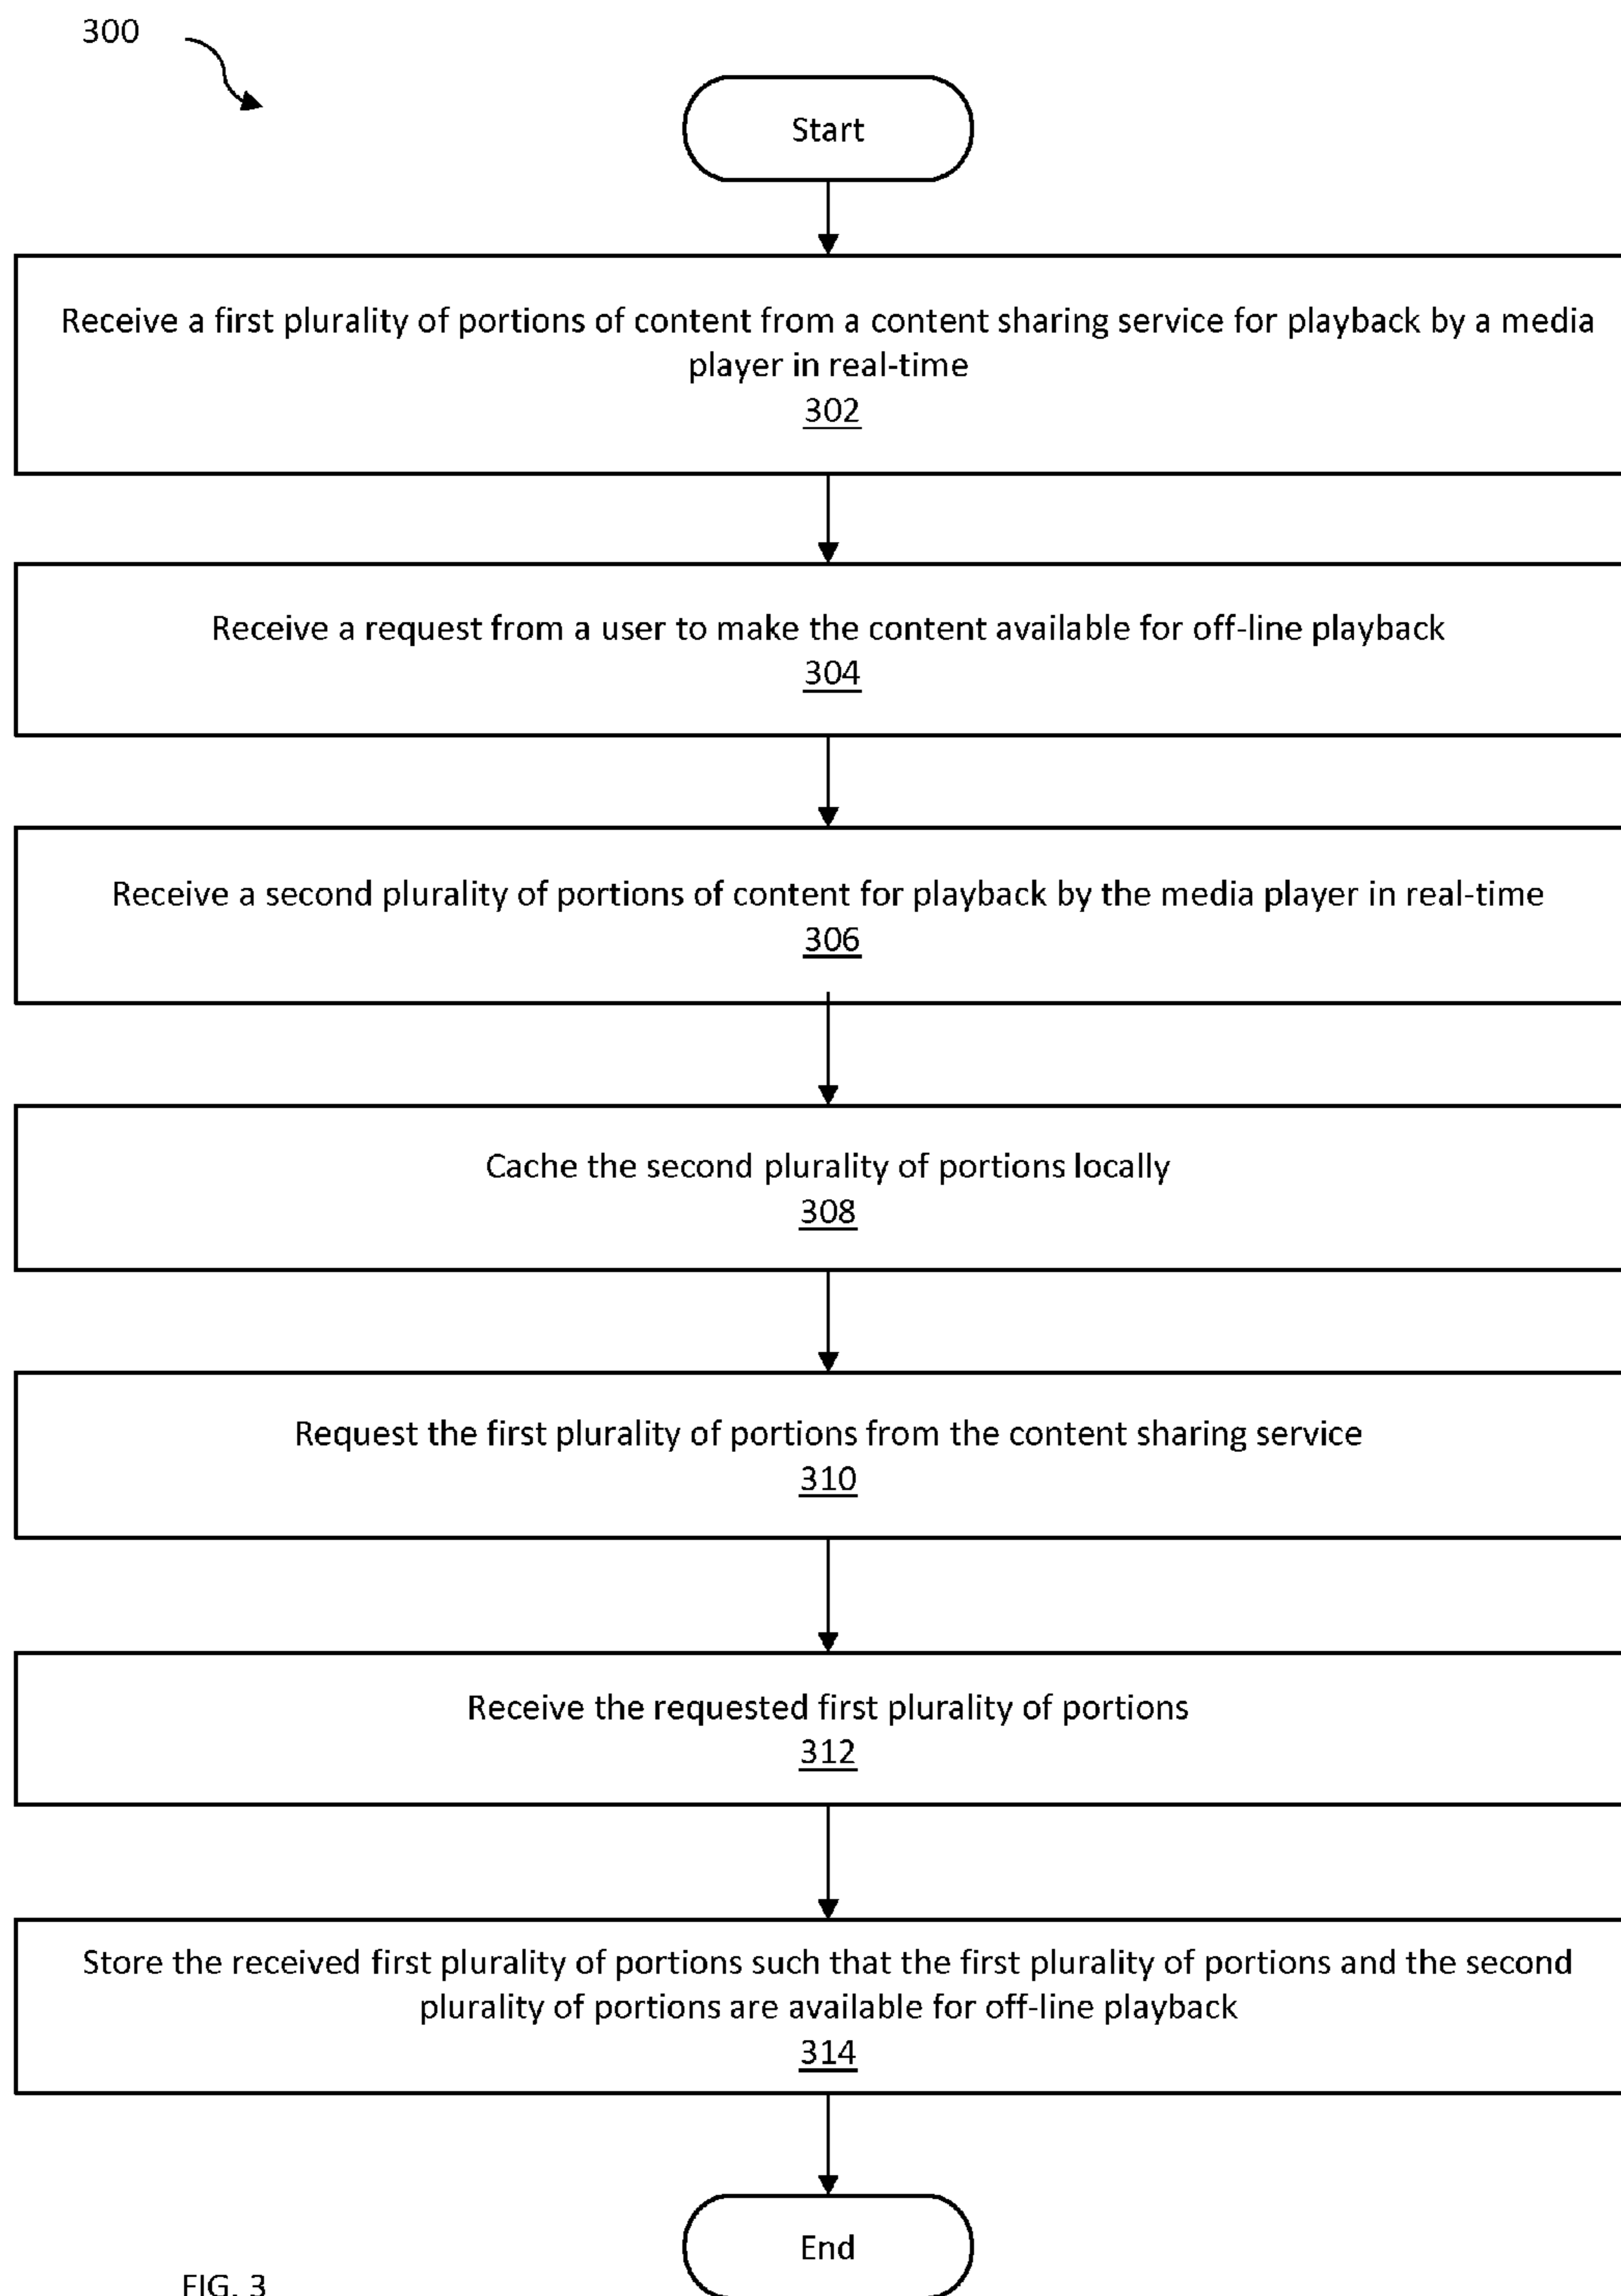 300
Start
Receive a first plurality of portions of content from a content sharing service for playback by a media
player in real-time
302
Receive a request from a user to make the content available for off-line playback
304
Receive a second plurality of portions of content for playback by the media player in real-time
306
Cache the second plurality of portions locally
308
Request the first plurality of portions from the content sharing service
310
Receive the requested first plurality of portions
312
Store the received first plurality of portions such that the first plurality of portions and the second
plurality of portions are available for off-line playback
314
End
FIG. 3